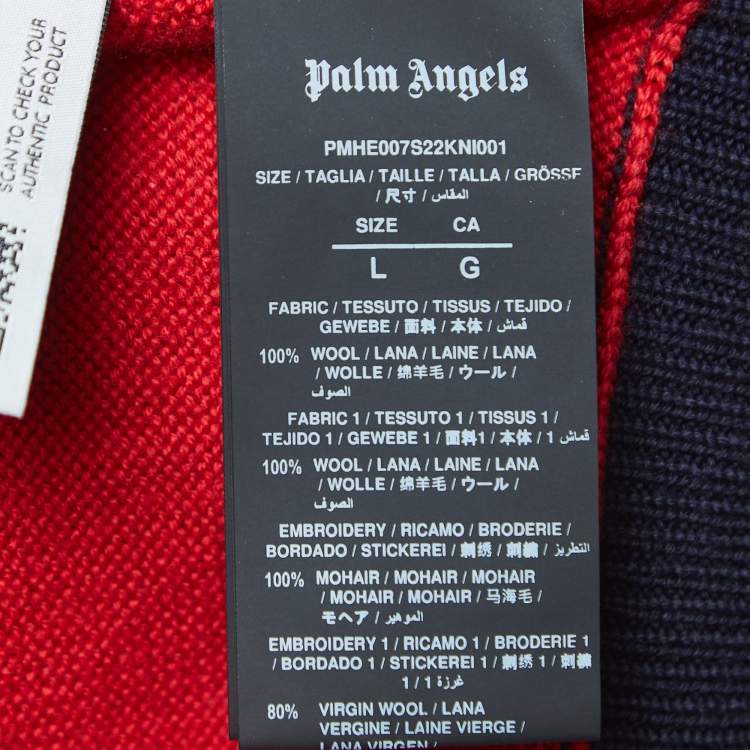 SCAN TO CHECK YOUR
AUTHENTIC PRODUCT
Palm Angels
PMHE007S22KNI001
SIZE / TAGLIA / TAILLE / TALLA / GRÖSSE
/ 尺寸 / المقاس
SIZE CA
L G
FABRIC / TESSUTO / TISSUS / TEJIDO /
GEWEBE / 面料 / 本体 / قماش
100% WOOL / LANA / LAINE / LANA
/ WOLLE / 绵羊毛 / ウール /
الصوف
FABRIC 1 / TESSUTO 1 / TISSUS 1 /
TEJIDO 1 / GEWEBE 1 / 面料1 / 本体 / 1 قماش
100% WOOL / LANA / LAINE / LANA
/ WOLLE / 绵羊毛 / ウール /
الصوف
EMBROIDERY / RICAMO / BRODERIE /
BORDADO / STICKEREI / 刺绣 / 刺繍 / التطريز
100% MOHAIR / MOHAIR / MOHAIR
/ MOHAIR / MOHAIR / 马海毛 /
モヘア / الموهير
EMBROIDERY 1 / RICAMO 1 / BRODERIE 1
/ BORDADO 1 / STICKEREI 1 / 刺绣 1 / 刺繍
1 / 1 غرزة
80% VIRGIN WOOL / LANA
VERGINE / LAINE VIERGE /
LANA VIRGEN /